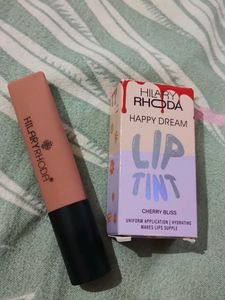 HILARY RHODA
HILARY
RHODA
HAPPY DREAM
LIP
TINT
CHERRY BLISS
UNIFORM APPLICATION | HYDRATING
MAKES LIPS SUPPLE